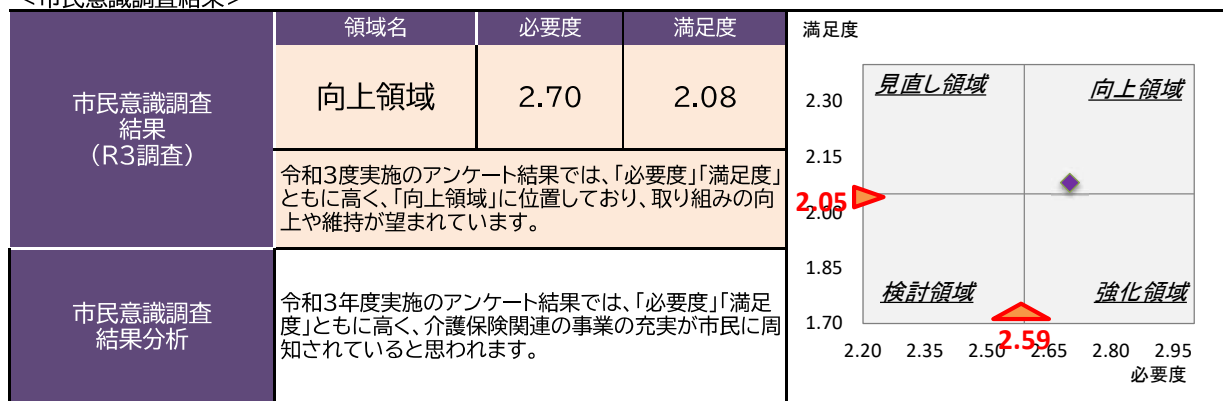 <市民意識調査結果>
領域名 必要度 満足度
市民意識調査
結果
（R3調査）
向上領域 2.70 2.08
令和3度実施のアンケート結果では、「必要度」「満足度」
ともに高く、「向上領域」に位置しており、取り組みの向
上や維持が望まれています。
市民意識調査
結果分析
令和3年度実施のアンケート結果では、「必要度」「満足
度」ともに高く、介護保険関連の事業の充実が市民に周
知されていると思われます。
満足度
見直し領域 向上領域
2.30
2.15
2.05
2.00
1.85
検討領域 強化領域
1.70
2.59
2.20 2.35 2.50 2.65 2.80 2.95
必要度